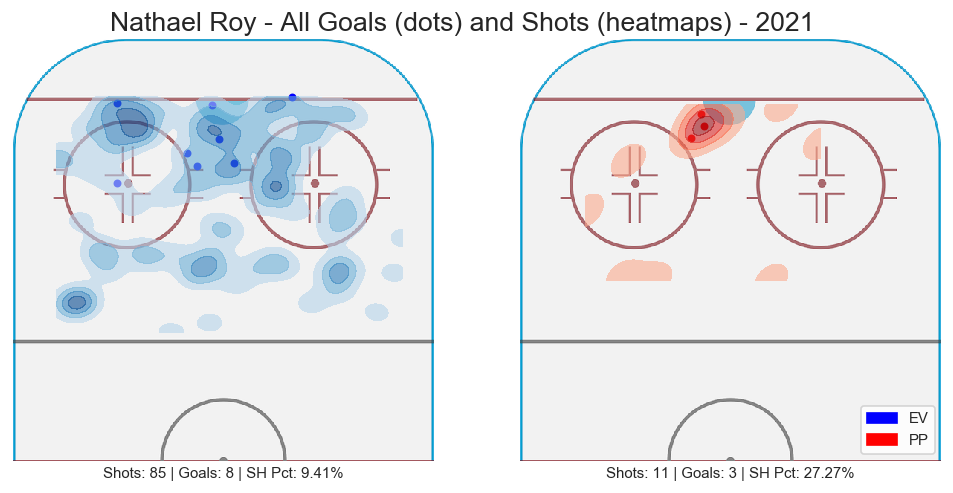 Nathael Roy - All Goals (dots) and Shots (heatmaps) - 2021
EV
PP
Shots: 85 | Goals: 8 | SH Pct: 9.41%
Shots: 11 | Goals: 3 | SH Pct: 27.27%